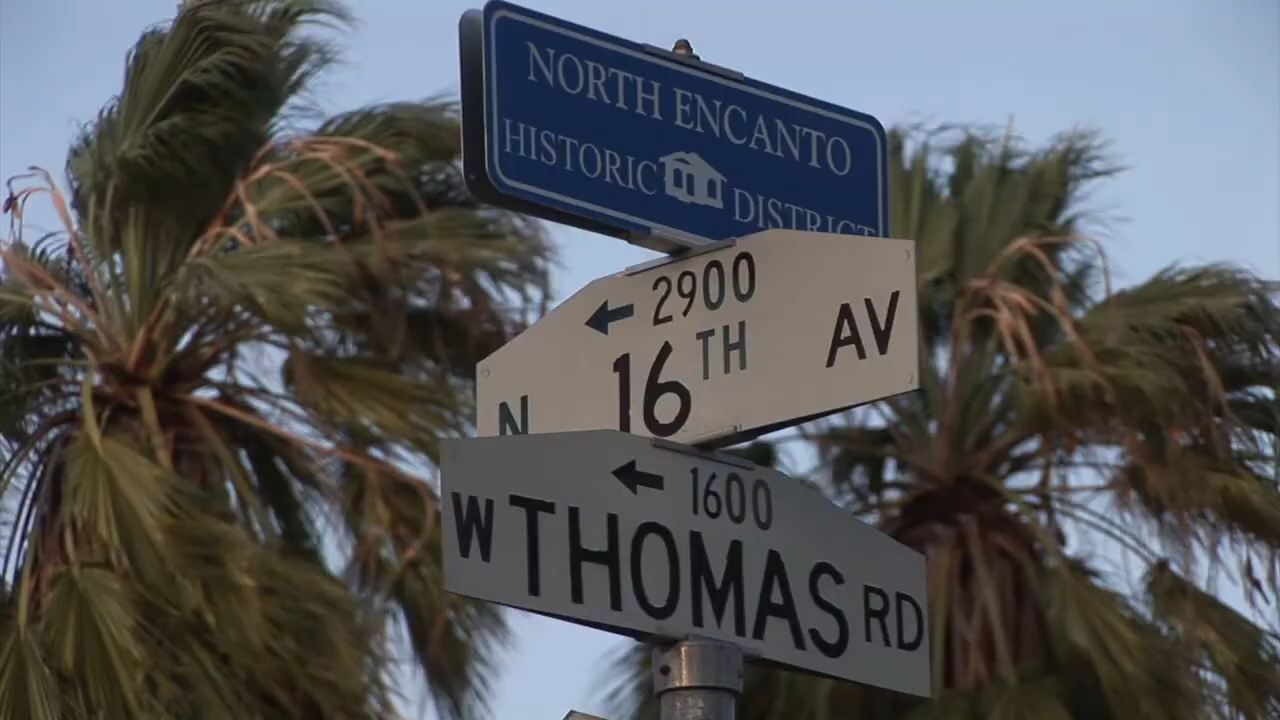 NORTH ENCANTO
HISTORIC DISTRICT
2900
N 16TH AV
1600
W THOMAS RD